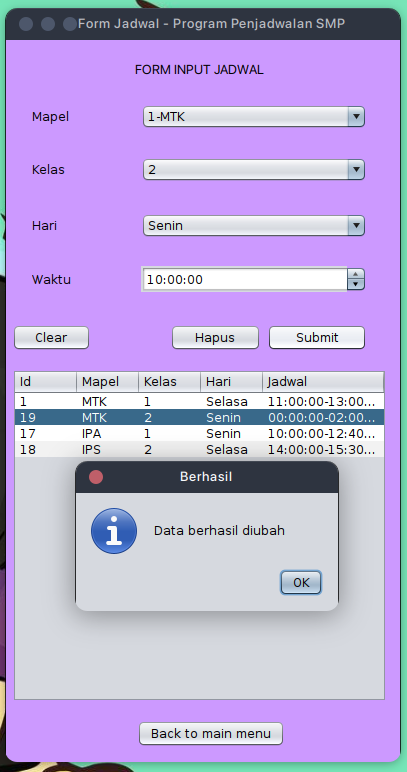 Form Jadwal - Program Penjadwalan SMP
FORM INPUT JADWAL
Mapel 1-MTK
Kelas 2
Hari Senin
Waktu 10:00:00
Clear Hapus Submit
Id Mapel Kelas Hari Jadwal
1 MTK 1 Selasa 11:00:00-13:00...
19 MTK 2 Senin 00:00:00-02:00...
17 IPA 1 Senin 10:00:00-12:40...
18 IPS 2 Selasa 14:00:00-15:30...
Berhasil
Data berhasil diubah
OK
Back to main menu